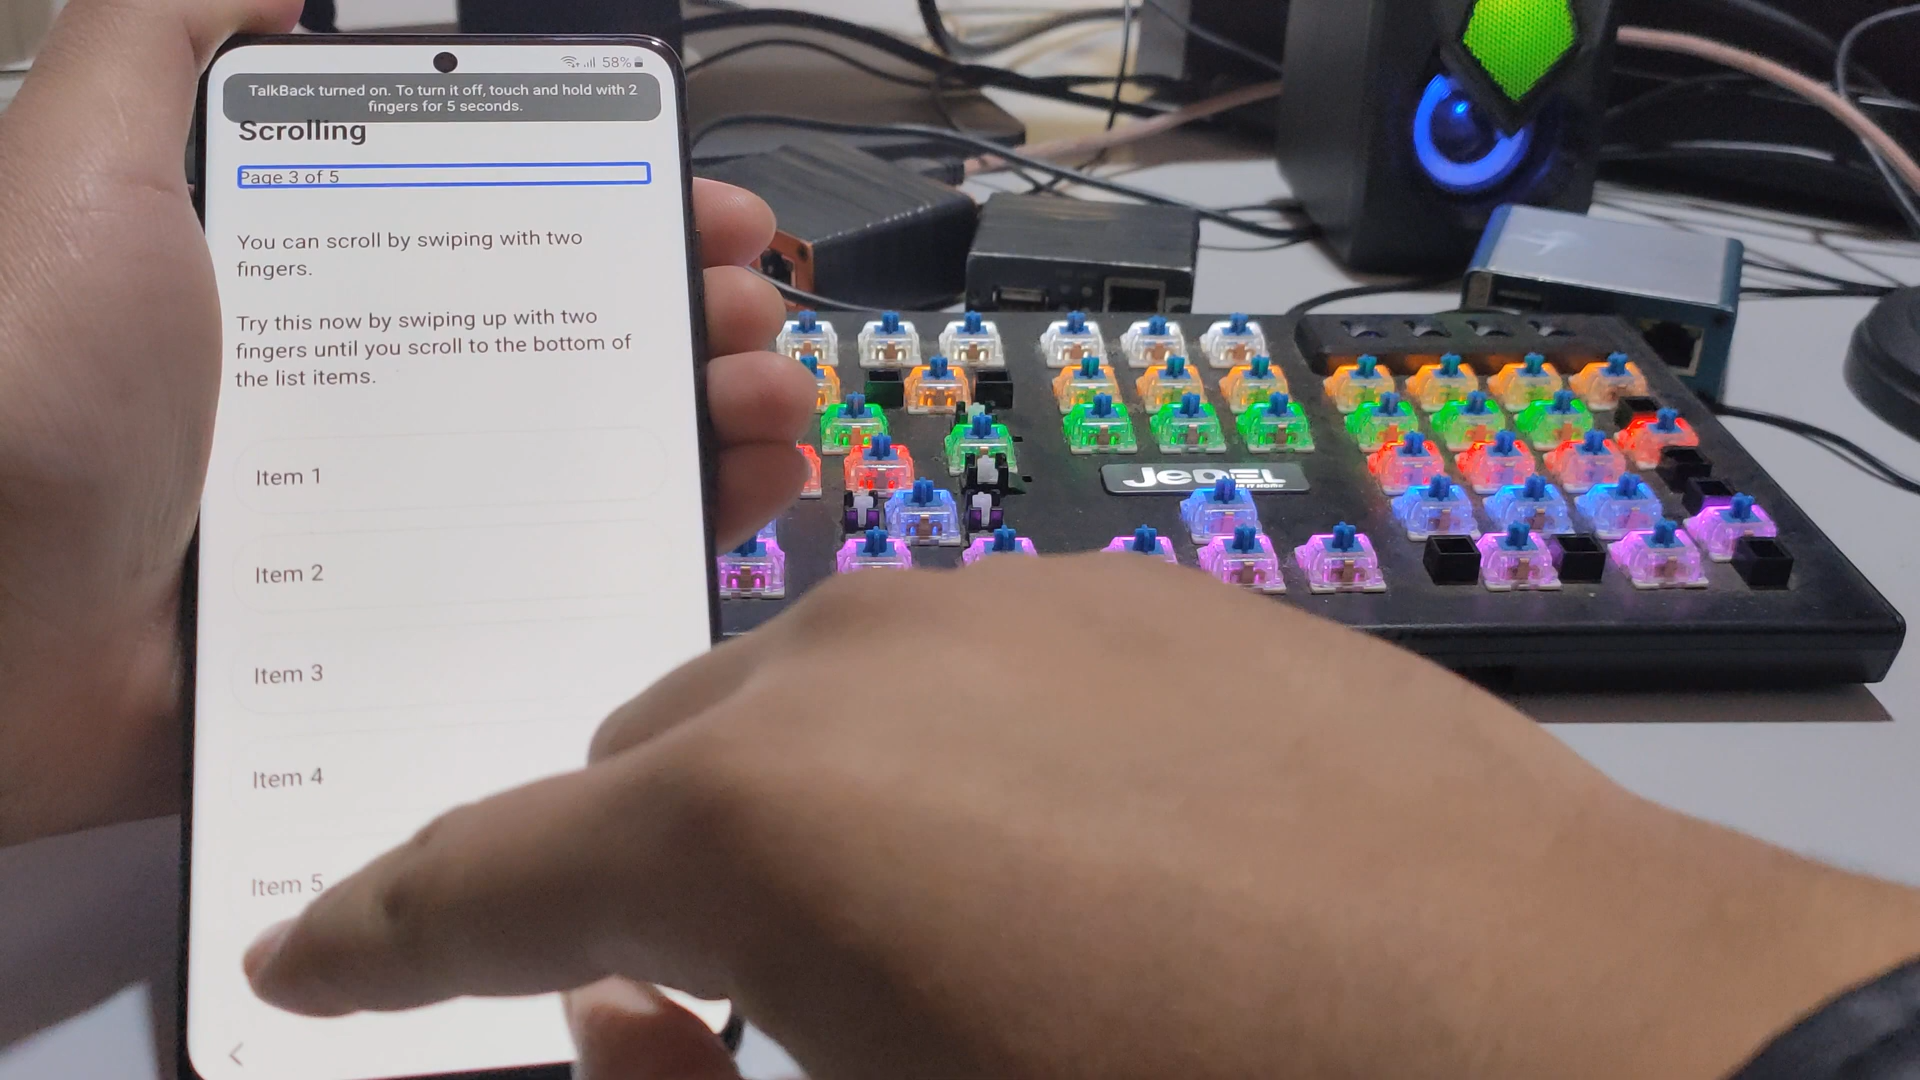 58%
TalkBack turned on. To turn it off, touch and hold with 2
fingers for 5 seconds.
Scrolling
Page 3 of 5
You can scroll by swiping with two
fingers.
Try this now by swiping up with two
fingers until you scroll to the bottom of
the list items.
Item 1
Item 2
Item 3
Item 4
Item 5
JEDEL